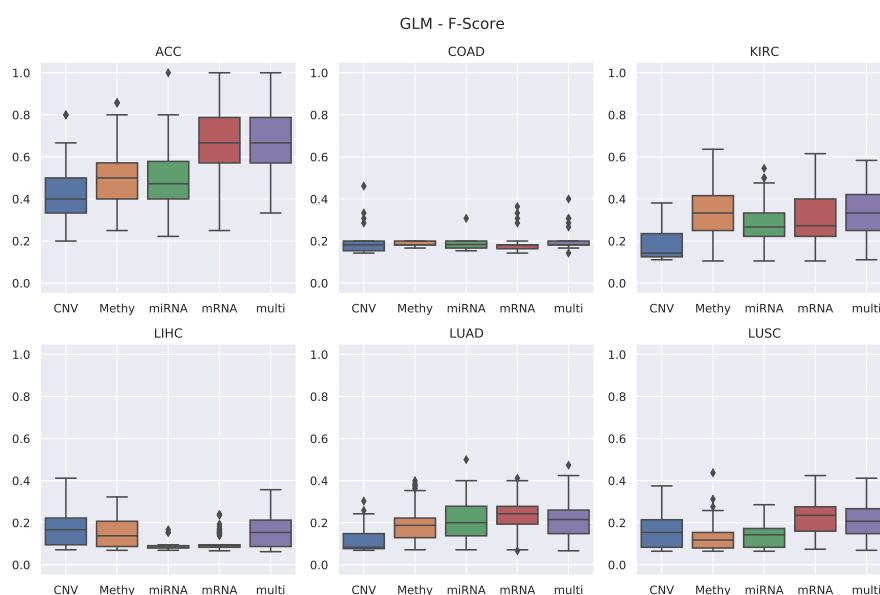 GLM - F-Score
ACC COAD KIRC
1.0 1.0 1.0
0.8 0.8 0.8
0.6 0.6 0.6
0.4 0.4 0.4
0.2 0.2 0.2
0.0 0.0 0.0
CNV Methy miRNA mRNA multi CNV Methy miRNA mRNA multi CNV Methy miRNA mRNA multi
LIHC LUAD LUSC
1.0 1.0 1.0
0.8 0.8 0.8
0.6 0.6 0.6
0.4 0.4 0.4
0.2 0.2 0.2
0.0 0.0 0.0
CNV Methy miRNA mRNA multi CNV Methy miRNA mRNA multi CNV Methy miRNA mRNA multi